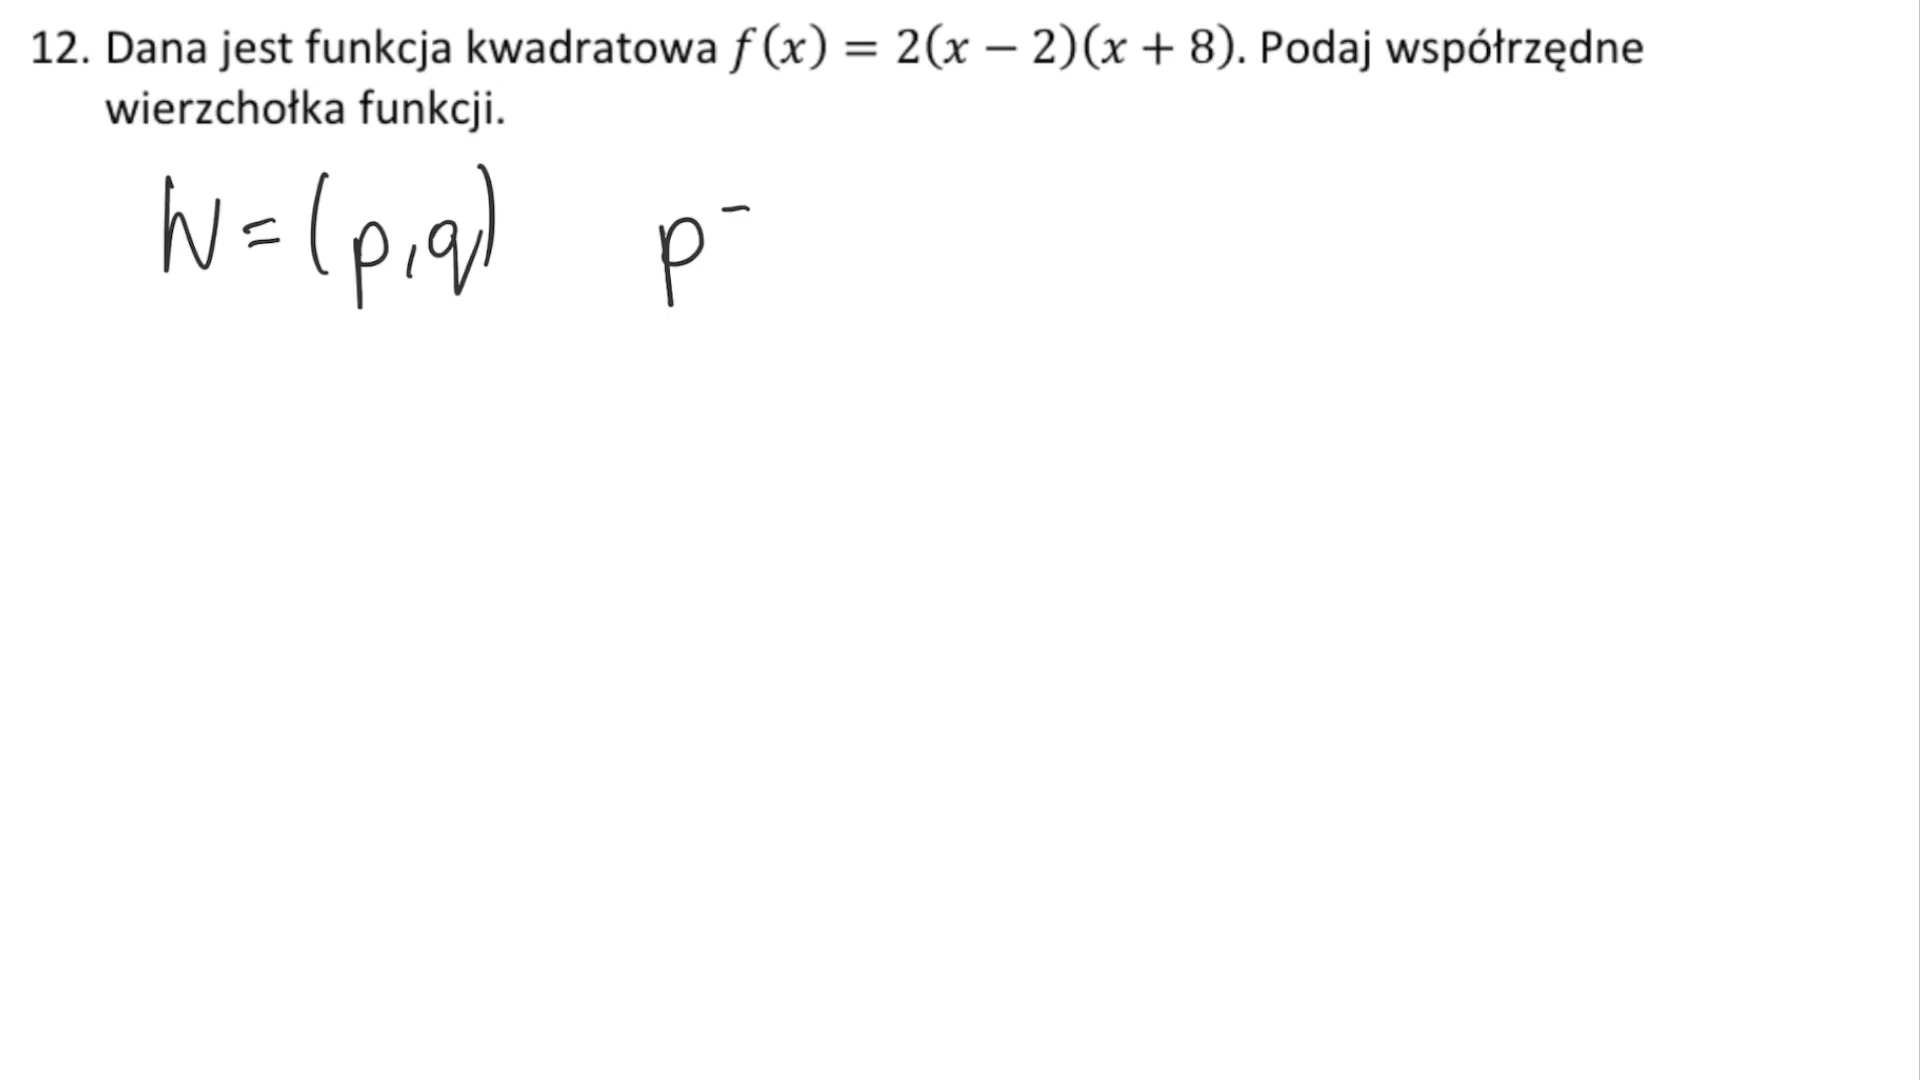 12. Dana jest funkcja kwadratowa f(x) = 2(x − 2)(x + 8). Podaj współrzędne
wierzchołka funkcji.
W=(p,q) p-